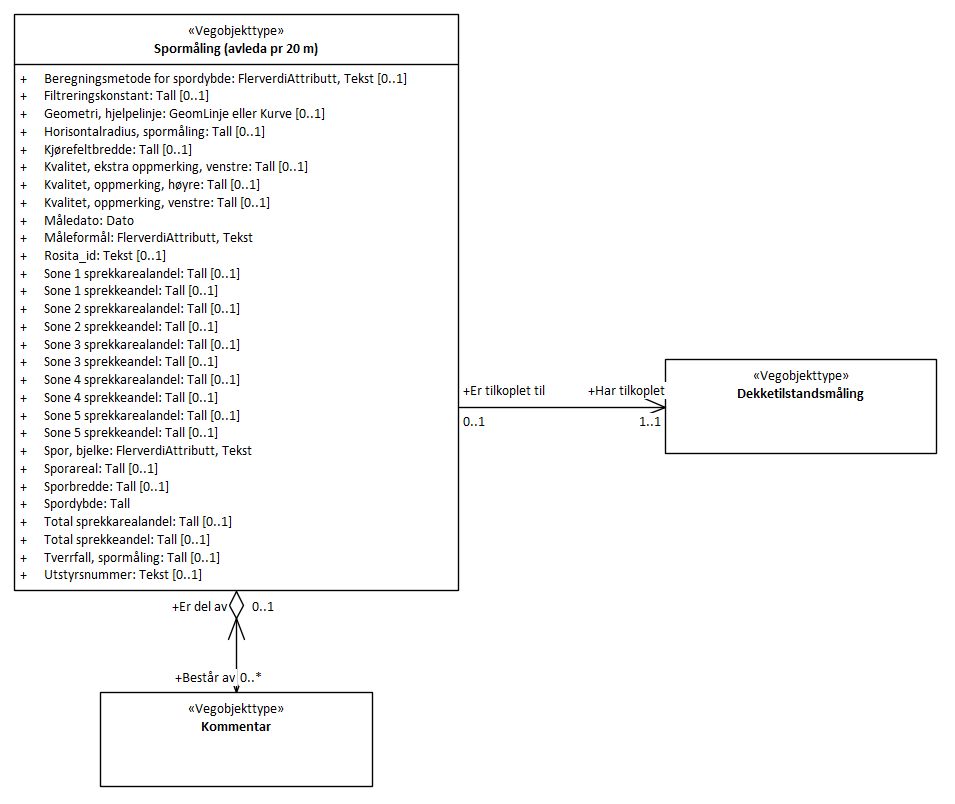 «Vegobjekttype»
Spormåling (avleda pr 20 m)
+ Beregningsmetode for spordybde: FlerverdiAttributt, Tekst [0..1]
+ Filtreringskonstant: Tall [0..1]
+ Geometri, hjelpelinje: GeomLinje eller Kurve [0..1]
+ Horisontalradius, spormåling: Tall [0..1]
+ Kjørefeltbredde: Tall [0..1]
+ Kvalitet, ekstra oppmerking, venstre: Tall [0..1]
+ Kvalitet, oppmerking, høyre: Tall [0..1]
+ Kvalitet, oppmerking, venstre: Tall [0..1]
+ Måledato: Dato
+ Måleformål: FlerverdiAttributt, Tekst
+ Rosita_id: Tekst [0..1]
+ Sone 1 sprekkarealandel: Tall [0..1]
+ Sone 1 sprekkeandel: Tall [0..1]
+ Sone 2 sprekkarealandel: Tall [0..1]
+ Sone 2 sprekkeandel: Tall [0..1]
+ Sone 3 sprekkarealandel: Tall [0..1]
+ Sone 3 sprekkeandel: Tall [0..1]
+ Sone 4 sprekkarealandel: Tall [0..1]
+ Sone 4 sprekkeandel: Tall [0..1]
+ Sone 5 sprekkarealandel: Tall [0..1]
+ Sone 5 sprekkeandel: Tall [0..1]
+ Spor, bjelke: FlerverdiAttributt, Tekst
+ Sporareal: Tall [0..1]
+ Sporbredde: Tall [0..1]
+ Spordybde: Tall
+ Total sprekkarealandel: Tall [0..1]
+ Total sprekkeandel: Tall [0..1]
+ Tverrfall, spormåling: Tall [0..1]
+ Utstyrsnummer: Tekst [0..1]
+Er tilkoplet til +Har tilkoplet
0..1 1..1
«Vegobjekttype»
Dekketilstandsmåling
+Er del av 0..1
+Består av 0..*
«Vegobjekttype»
Kommentar